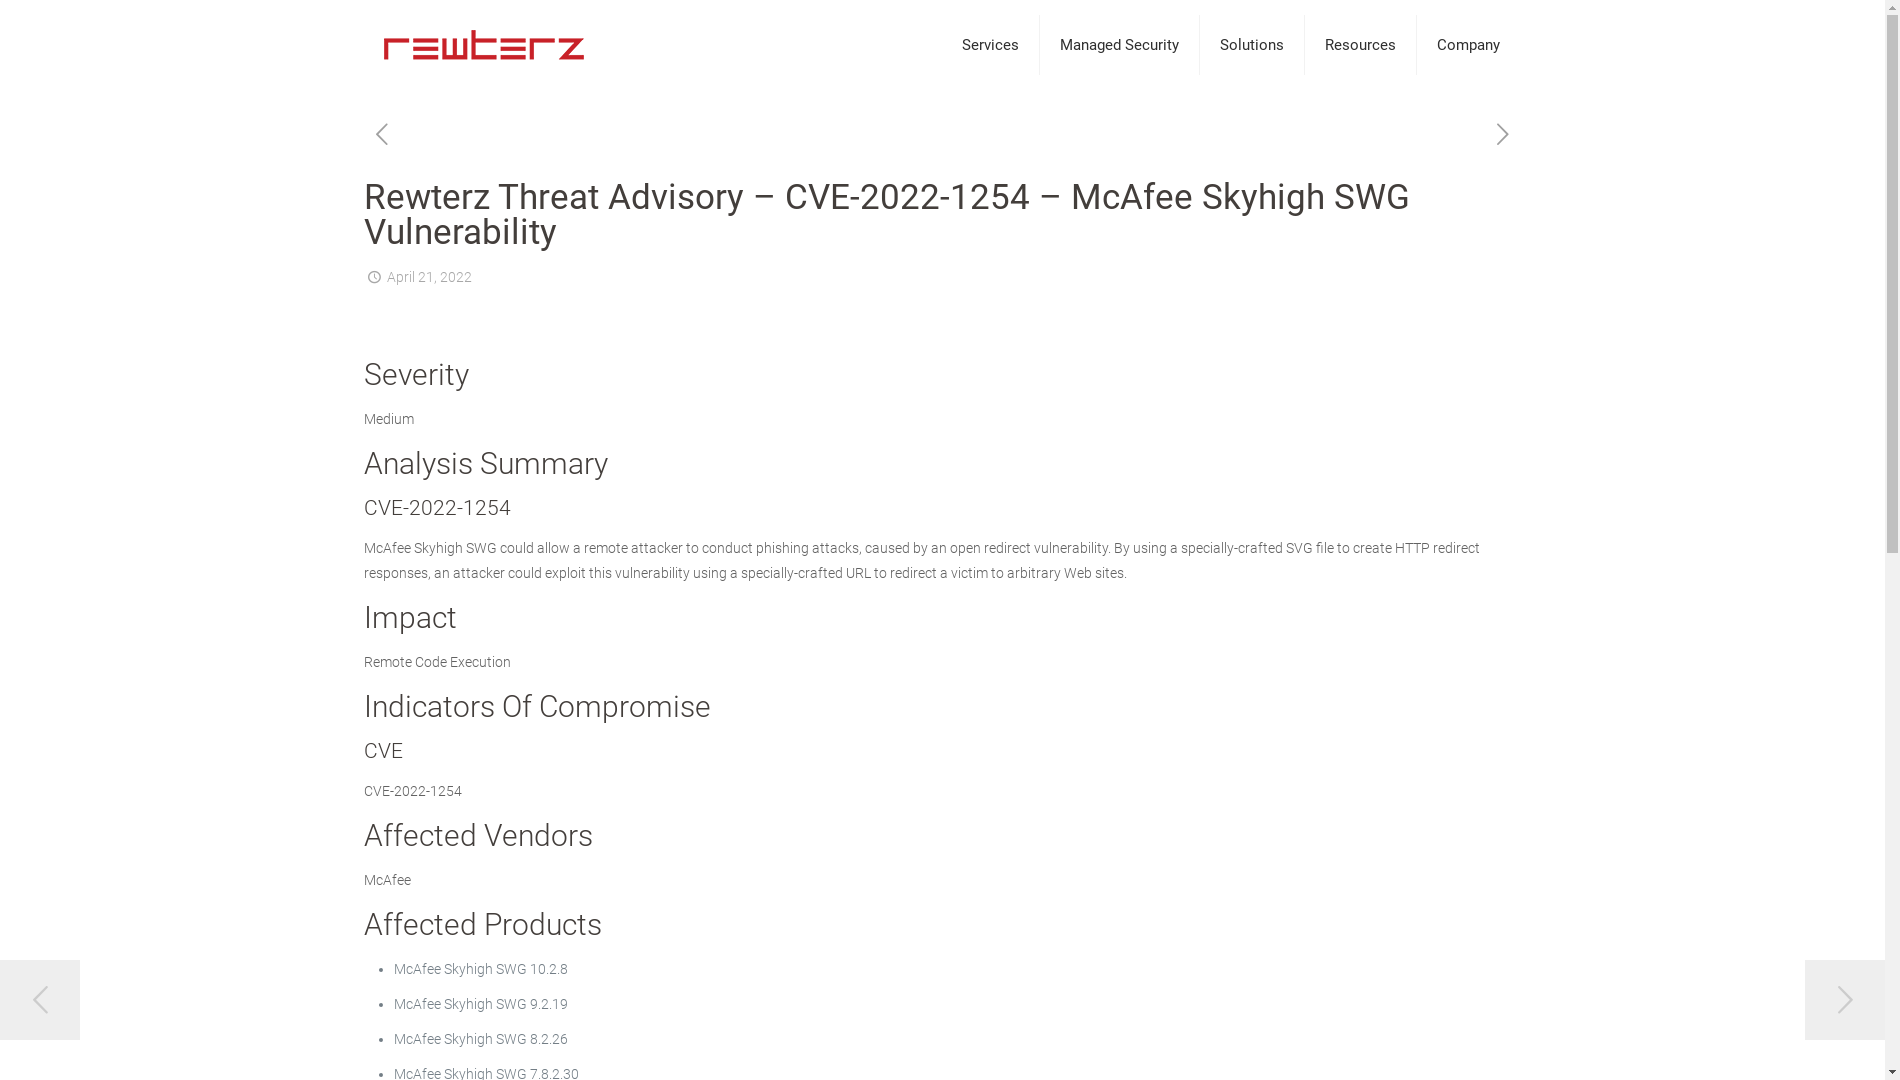 rewterz
Services
Managed Security
Solutions
Resources
Company
Rewterz Threat Advisory – CVE-2022-1254 – McAfee Skyhigh SWG
Vulnerability
April 21, 2022
Severity
Medium
Analysis Summary
CVE-2022-1254
McAfee Skyhigh SWG could allow a remote attacker to conduct phishing attacks, caused by an open redirect vulnerability. By using a specially-crafted SVG file to create HTTP redirect
responses, an attacker could exploit this vulnerability using a specially-crafted URL to redirect a victim to arbitrary Web sites.
Impact
Remote Code Execution
Indicators Of Compromise
CVE
CVE-2022-1254
Affected Vendors
McAfee
Affected Products
McAfee Skyhigh SWG 10.2.8
McAfee Skyhigh SWG 9.2.19
McAfee Skyhigh SWG 8.2.26
McAfee Skyhigh SWG 7.8.2.30